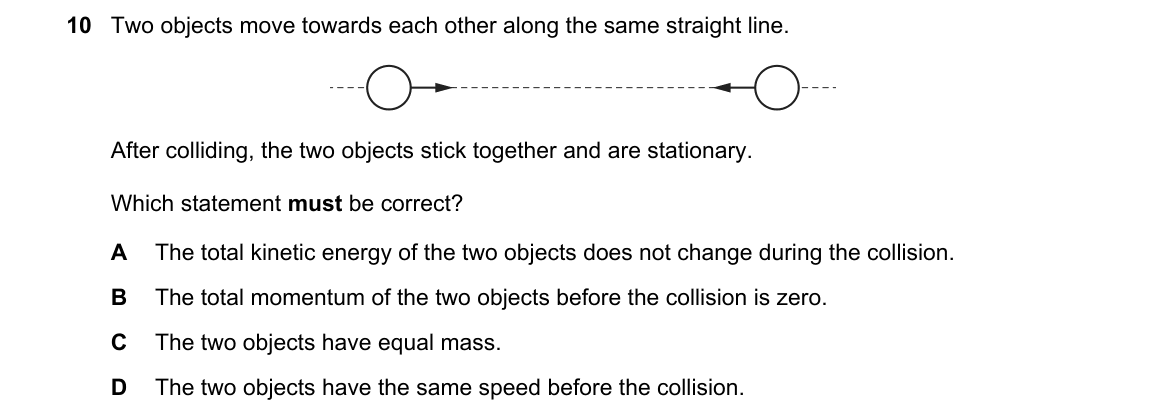 10 Two objects move towards each other along the same straight line.
After colliding, the two objects stick together and are stationary.
Which statement must be correct?
A The total kinetic energy of the two objects does not change during the collision.
B The total momentum of the two objects before the collision is zero.
C The two objects have equal mass.
D The two objects have the same speed before the collision.